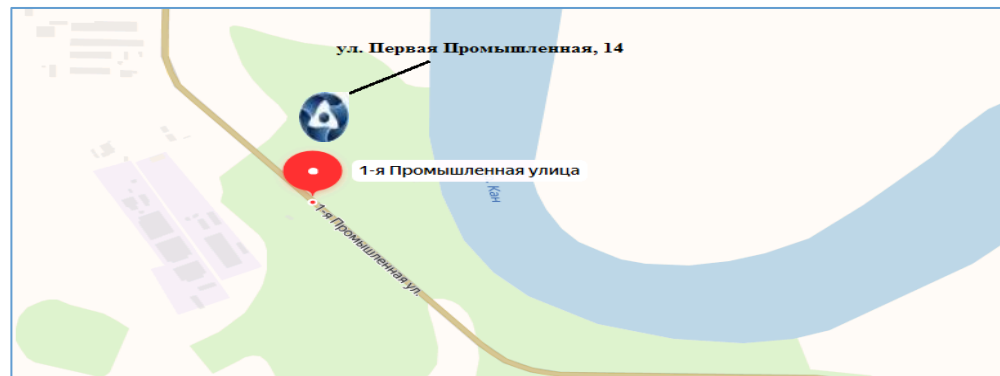 ул. Первая Промышленная, 14
1-я Промышленная улица
Кан
1-я Промышленная ул.